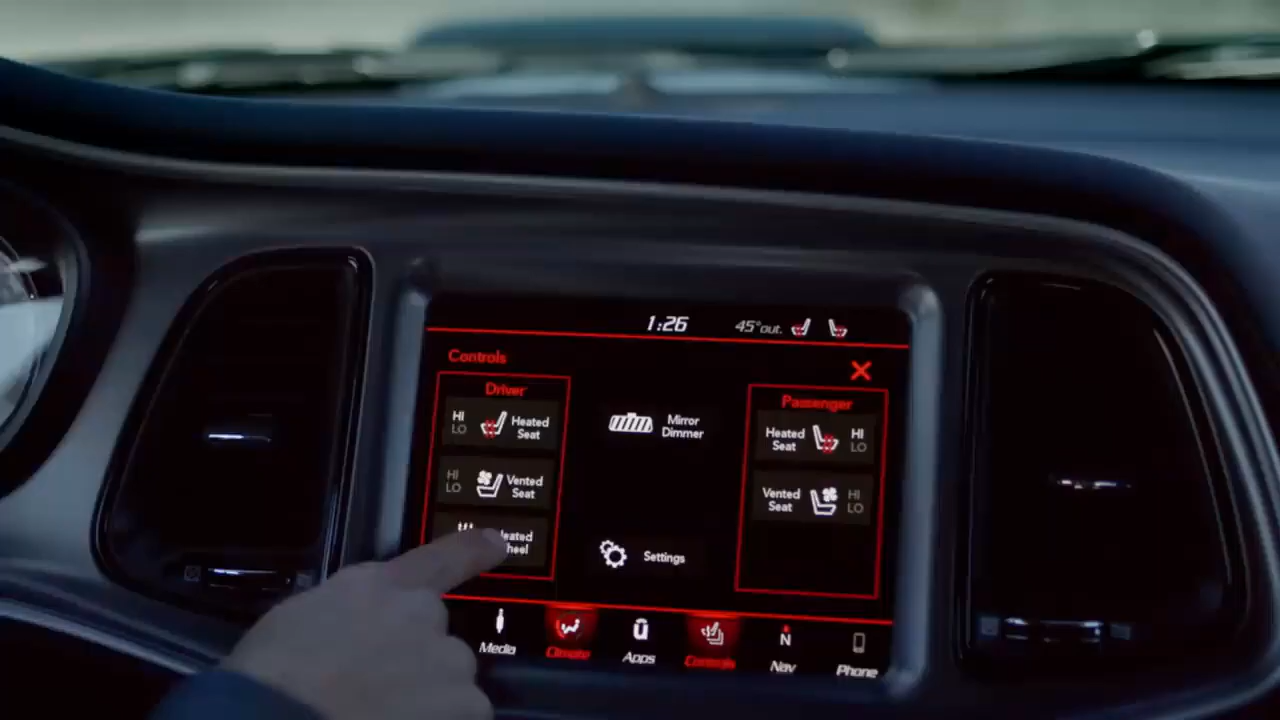 1:26
45°out.
Controls
X
Driver
HI
LO
Heated
Seat
HI
LO
Vented
Seat
Mirror
Dimmer
Settings
Passenger
Heated
Seat
HI
LO
Vented
Seat
HI
LO
Media
Climate
Apps
Controls
N
Nav
Phone